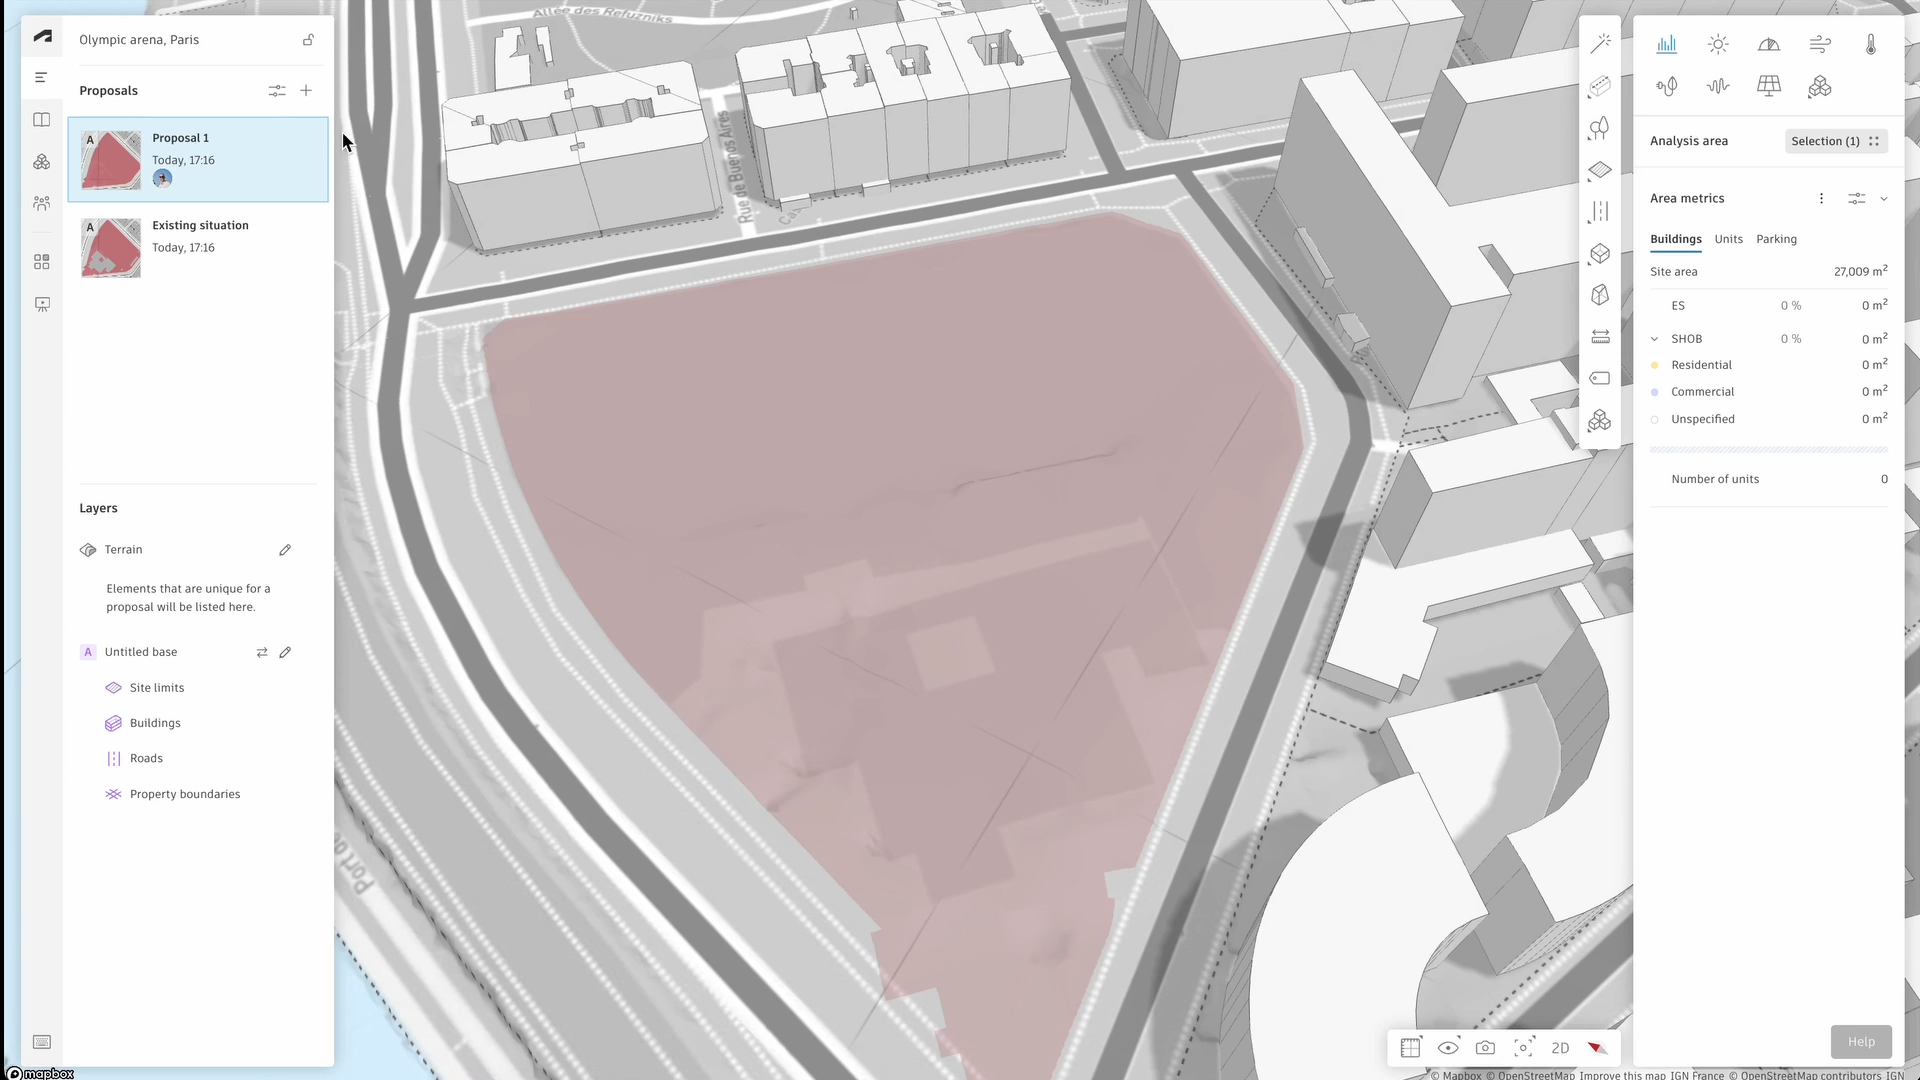 Olympic arena, Paris
Proposals
A
Proposal 1
Today, 17:16
A
Existing situation
Today, 17:16
Layers
Terrain
Elements that are unique for a
proposal will be listed here.
A Untitled base
Site limits
Buildings
Roads
Property boundaries
mapbox
Allée des Refuzniks
Rue de Buenos Aires
Analysis area
Selection (1)
Area metrics
Buildings Units Parking
Site area 27,009 m²
ES 0 % 0 m²
SHOB 0 % 0 m²
Residential 0 m²
Commercial 0 m²
Unspecified 0 m²
Number of units 0
Help
2D
© Mapbox © OpenStreetMap Improve this map IGN France © OpenStreetMap contributors IGN